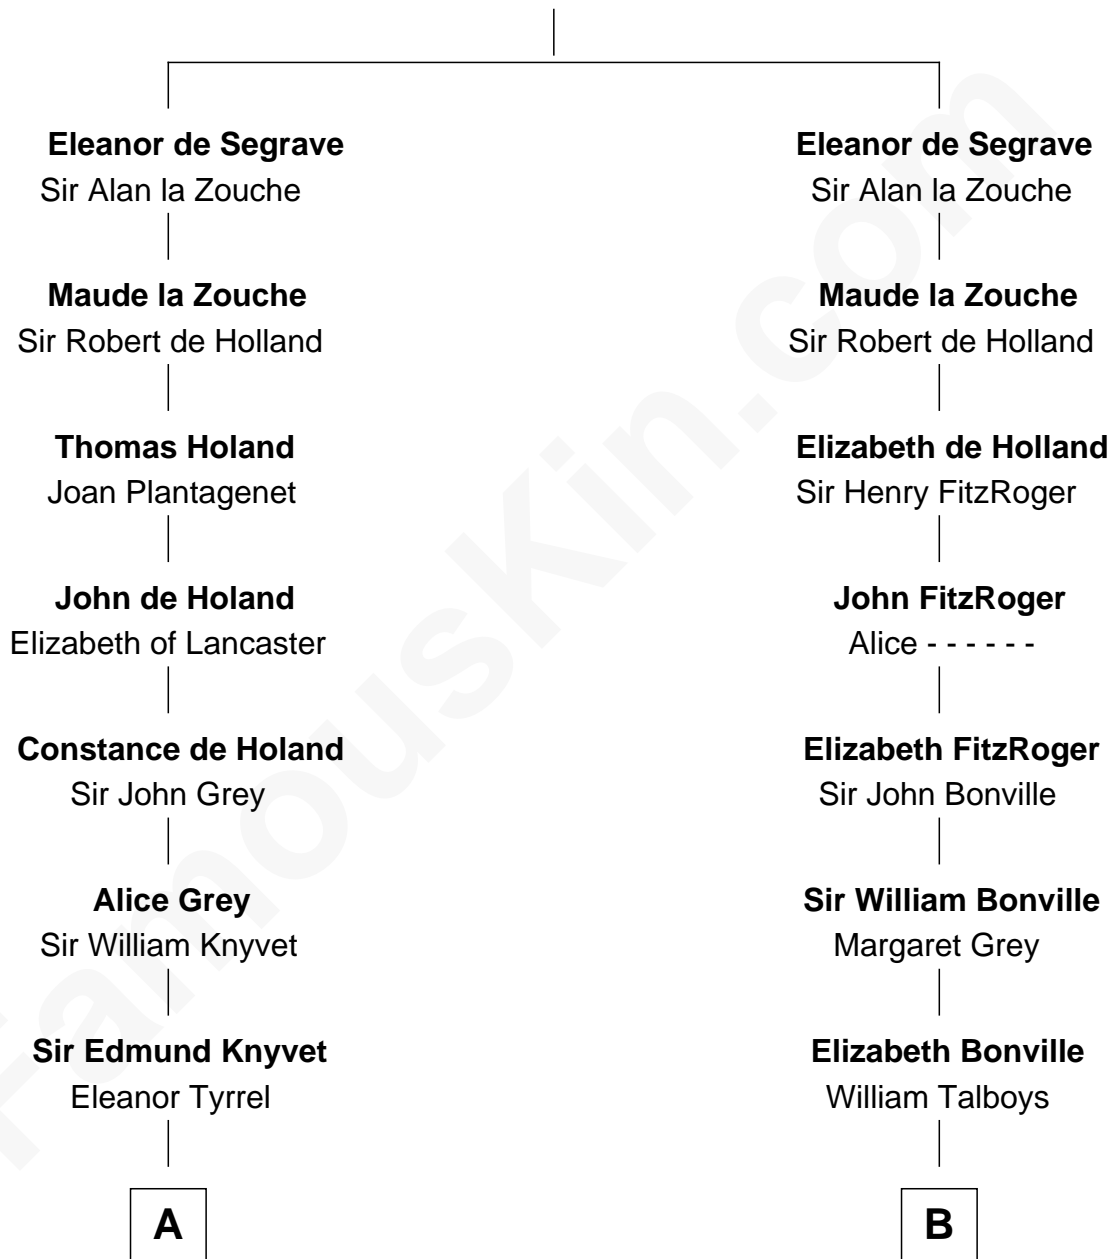 Eleanor de Segrave
Sir Alan la Zouche
Maude la Zouche
Sir Robert de Holland
Thomas Holand
Joan Plantagenet
John de Holand
Elizabeth of Lancaster
Constance de Holand
Sir John Grey
Alice Grey
Sir William Knyvet
Sir Edmund Knyvet
Eleanor Tyrrel
A
Eleanor de Segrave
Sir Alan la Zouche
Maude la Zouche
Sir Robert de Holland
Elizabeth de Holland
Sir Henry FitzRoger
John FitzRoger
Alice - - - - - -
Elizabeth FitzRoger
Sir John Bonville
Sir William Bonville
Margaret Grey
Elizabeth Bonville
William Talboys
B
FamousKin.com